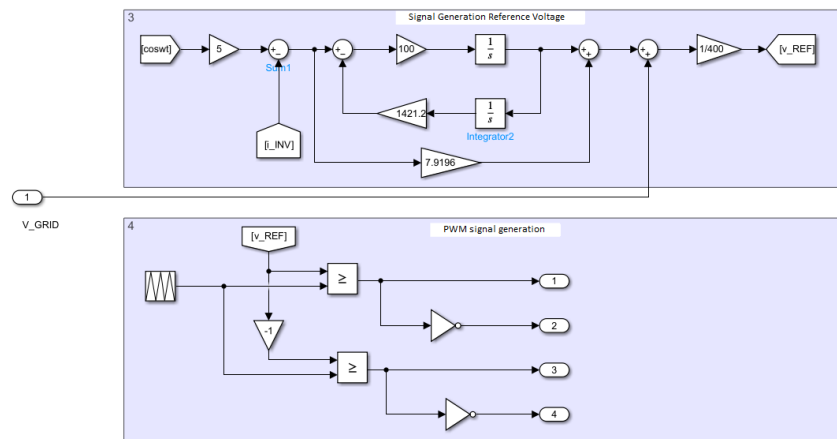 3
Signal Generation Reference Voltage
[coswt]
5
+
−
Sum1
+
−
100
1
s
+
+
+
+
1/400
[v_REF]
1421.2
1
s
Integrator2
[i_INV]
7.9196
1
V_GRID
4
PWM signal generation
[v_REF]
≥
1
2
-1
≥
3
4